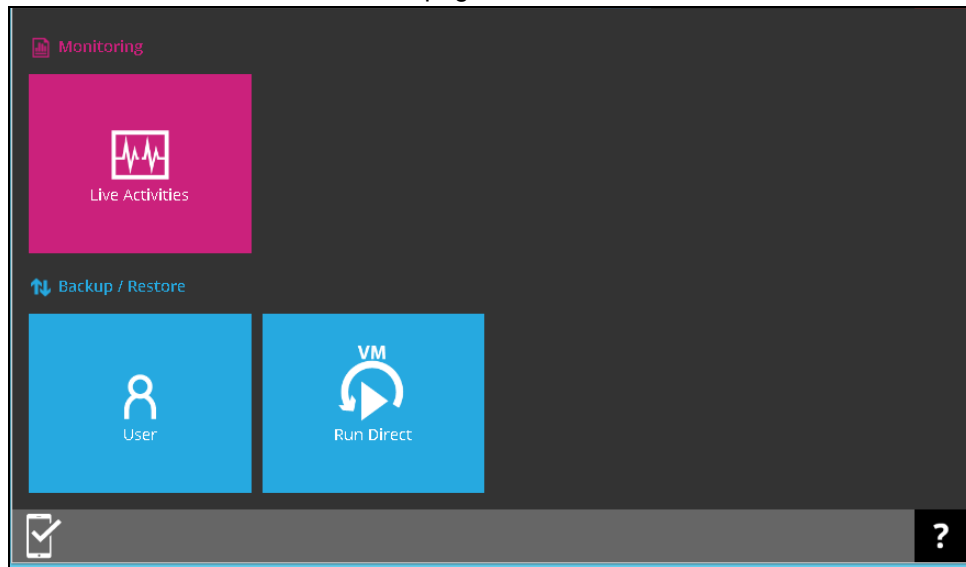 Monitoring
Live Activities
Backup / Restore
VM
User
Run Direct
?